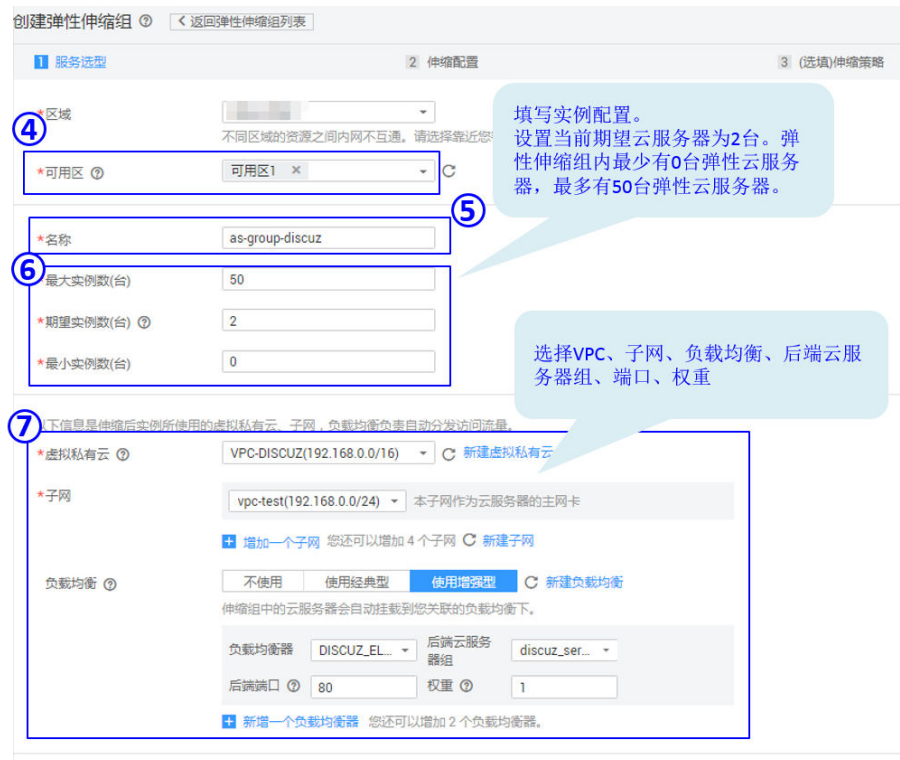 创建弹性伸缩组 ? < 返回弹性伸缩组列表
1 服务选型
2 伸缩配置
3 (选填)伸缩策略
*区域
不同区域的资源之间内网不互通。请选择靠近您
填写实例配置。
设置当前期望云服务器为2台。弹
性伸缩组内最少有0台弹性云服务
器，最多有50台弹性云服务器。
④
*可用区 ? 可用区1 ×
⑤
*名称 as-group-discuz
⑥
*最大实例数(台) 50
*期望实例数(台) ? 2
*最小实例数(台) 0
选择VPC、子网、负载均衡、后端云服
务器组、端口、权重
⑦
以下信息是伸缩后实例所使用的虚拟私有云、子网，负载均衡负责自动分发访问流量。
*虚拟私有云 ? VPC-DISCUZ(192.168.0.0/16) 新建虚拟私有云
*子网 vpc-test(192.168.0.0/24) 本子网作为云服务器的主网卡
+ 增加一个子网 您还可以增加 4 个子网 新建子网
负载均衡 ? 不使用 使用经典型 使用增强型 新建负载均衡
伸缩组中的云服务器会自动挂载到您关联的负载均衡下。
负载均衡器 DISCUZ_EL... 后端云服务
器组 discuz_ser...
后端端口 ? 80 权重 ? 1
+ 新增一个负载均衡器 您还可以增加 2 个负载均衡器。